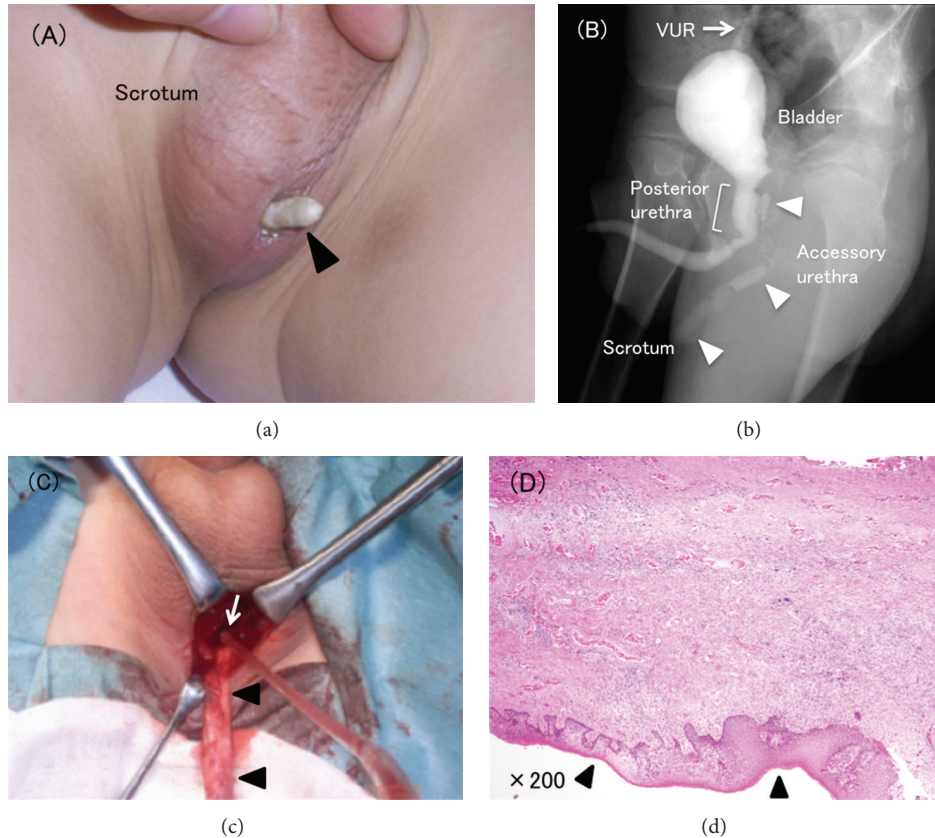 (A)
Scrotum
(a)
(B)
VUR
Bladder
Posterior
urethra
Accessory
urethra
Scrotum
(b)
(C)
(c)
(D)
× 200
(d)